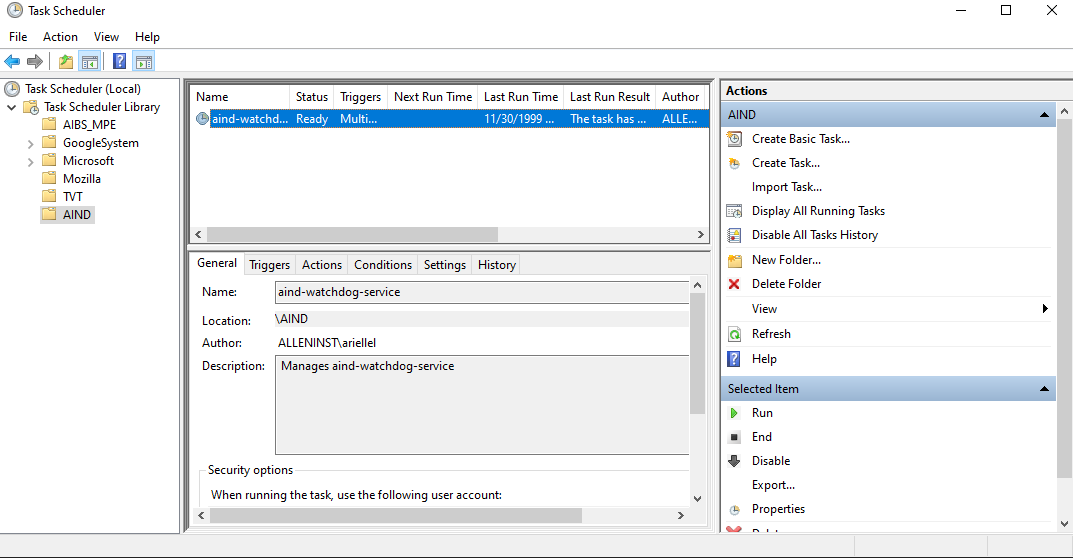 Task Scheduler
File Action View Help
Task Scheduler (Local)
Task Scheduler Library
AIBS_MPE
GoogleSystem
Microsoft
Mozilla
TVT
AIND
Name Status Triggers Next Run Time Last Run Time Last Run Result Author
aind-watchd... Ready Multi... 11/30/1999 ... The task has ... ALLE...
General Triggers Actions Conditions Settings History
Name: aind-watchdog-service
Location: \AIND
Author: ALLENINST\ariellel
Description: Manages aind-watchdog-service
Security options
When running the task, use the following user account:
Actions
AIND
Create Basic Task...
Create Task...
Import Task...
Display All Running Tasks
Disable All Tasks History
New Folder...
Delete Folder
View
Refresh
Help
Selected Item
Run
End
Disable
Export...
Properties